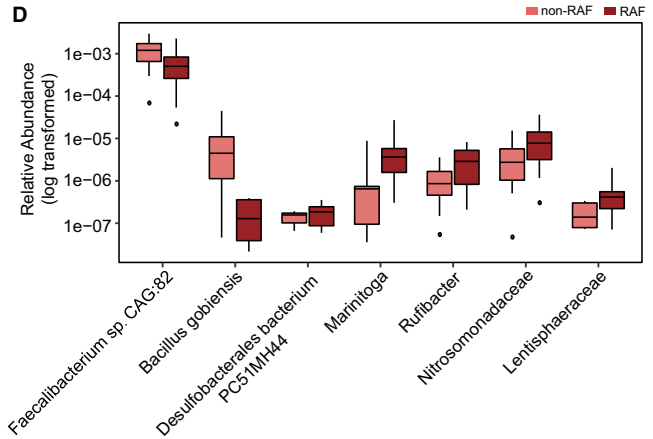 D
non-RAF
RAF
Relative Abundance
(log transformed)
1e−03
1e−04
1e−05
1e−06
1e−07
Faecalibacterium sp. CAG:82
Bacillus gobiensis
Desulfobacterales bacterium
PC51MH44
Marinitoga
Rufibacter
Nitrosomonadaceae
Lentisphaeraceae